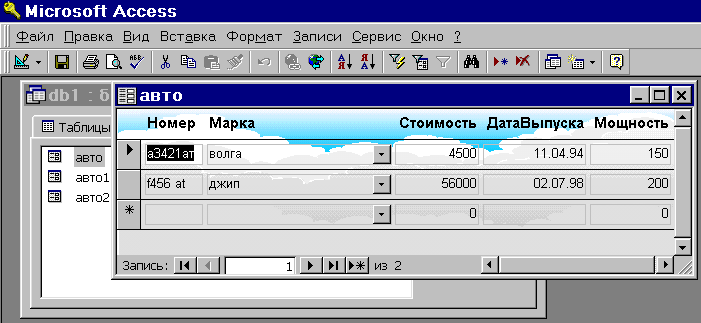 Microsoft Access
Файл Правка Вид Вставка Формат Записи Сервис Окно ?
db1 : б
авто
Таблицы
Номер Марка Стоимость ДатаВыпуска Мощность
авто
а3421ат волга 4500 11.04.94 150
авто1
f456 at джип 56000 02.07.98 200
авто2
* 0 0
Запись: 1 из 2